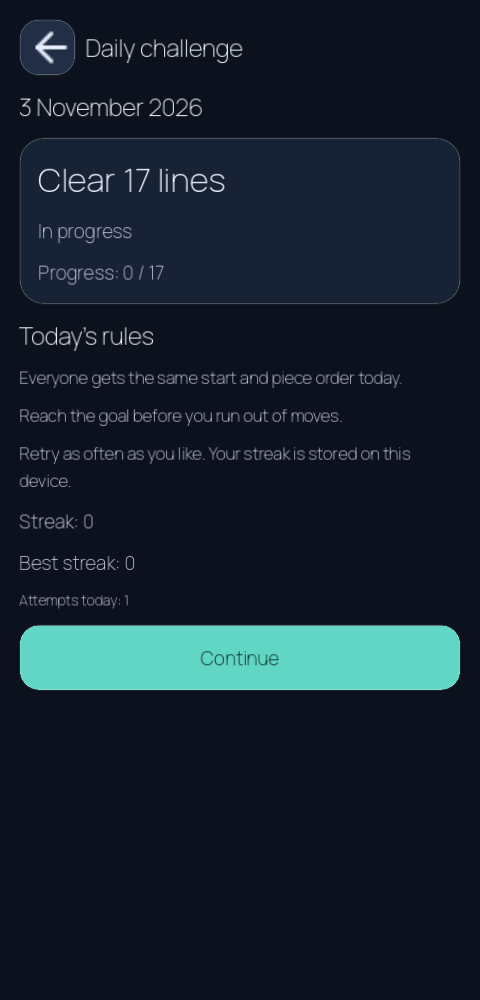 Daily challenge
3 November 2026
Clear 17 lines
In progress
Progress: 0 / 17
Today's rules
Everyone gets the same start and piece order today.
Reach the goal before you run out of moves.
Retry as often as you like. Your streak is stored on this
device.
Streak: 0
Best streak: 0
Attempts today: 1
Continue